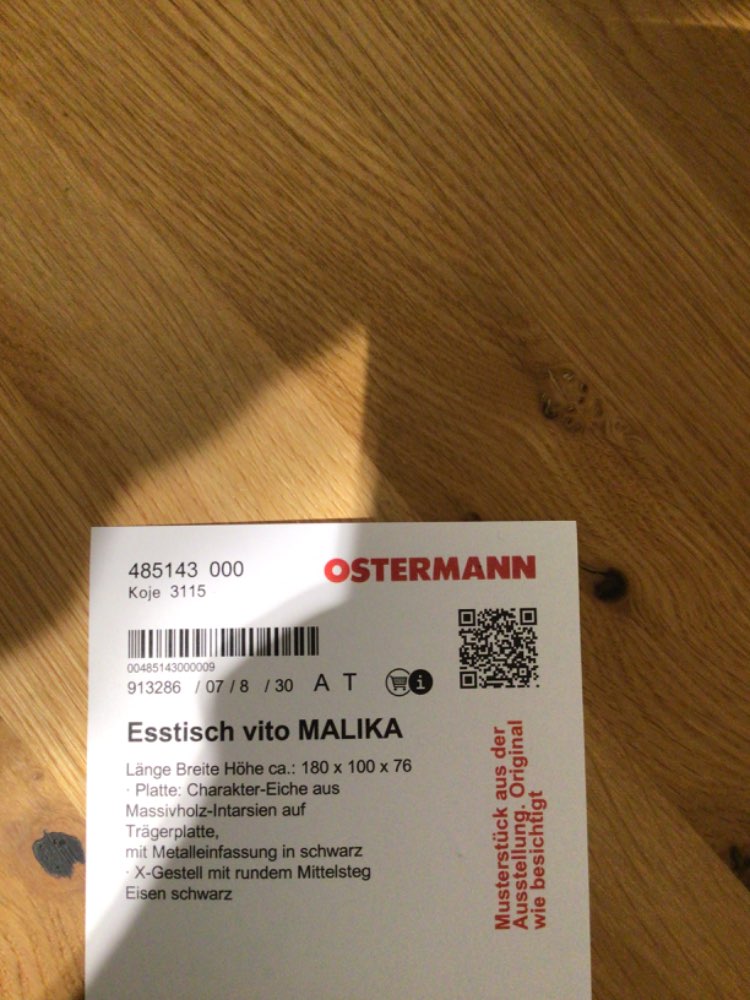 485143 000
OSTERMANN
Koje 3115
00485143000009
913286 / 07 / 8 / 30 A T
i
Esstisch vito MALIKA
Länge Breite Höhe ca.: 180 x 100 x 76
· Platte: Charakter-Eiche aus
Massivholz-Intarsien auf
Trägerplatte,
mit Metalleinfassung in schwarz
· X-Gestell mit rundem Mittelsteg
Eisen schwarz
Musterstück aus der
Ausstellung. Original
wie besichtigt